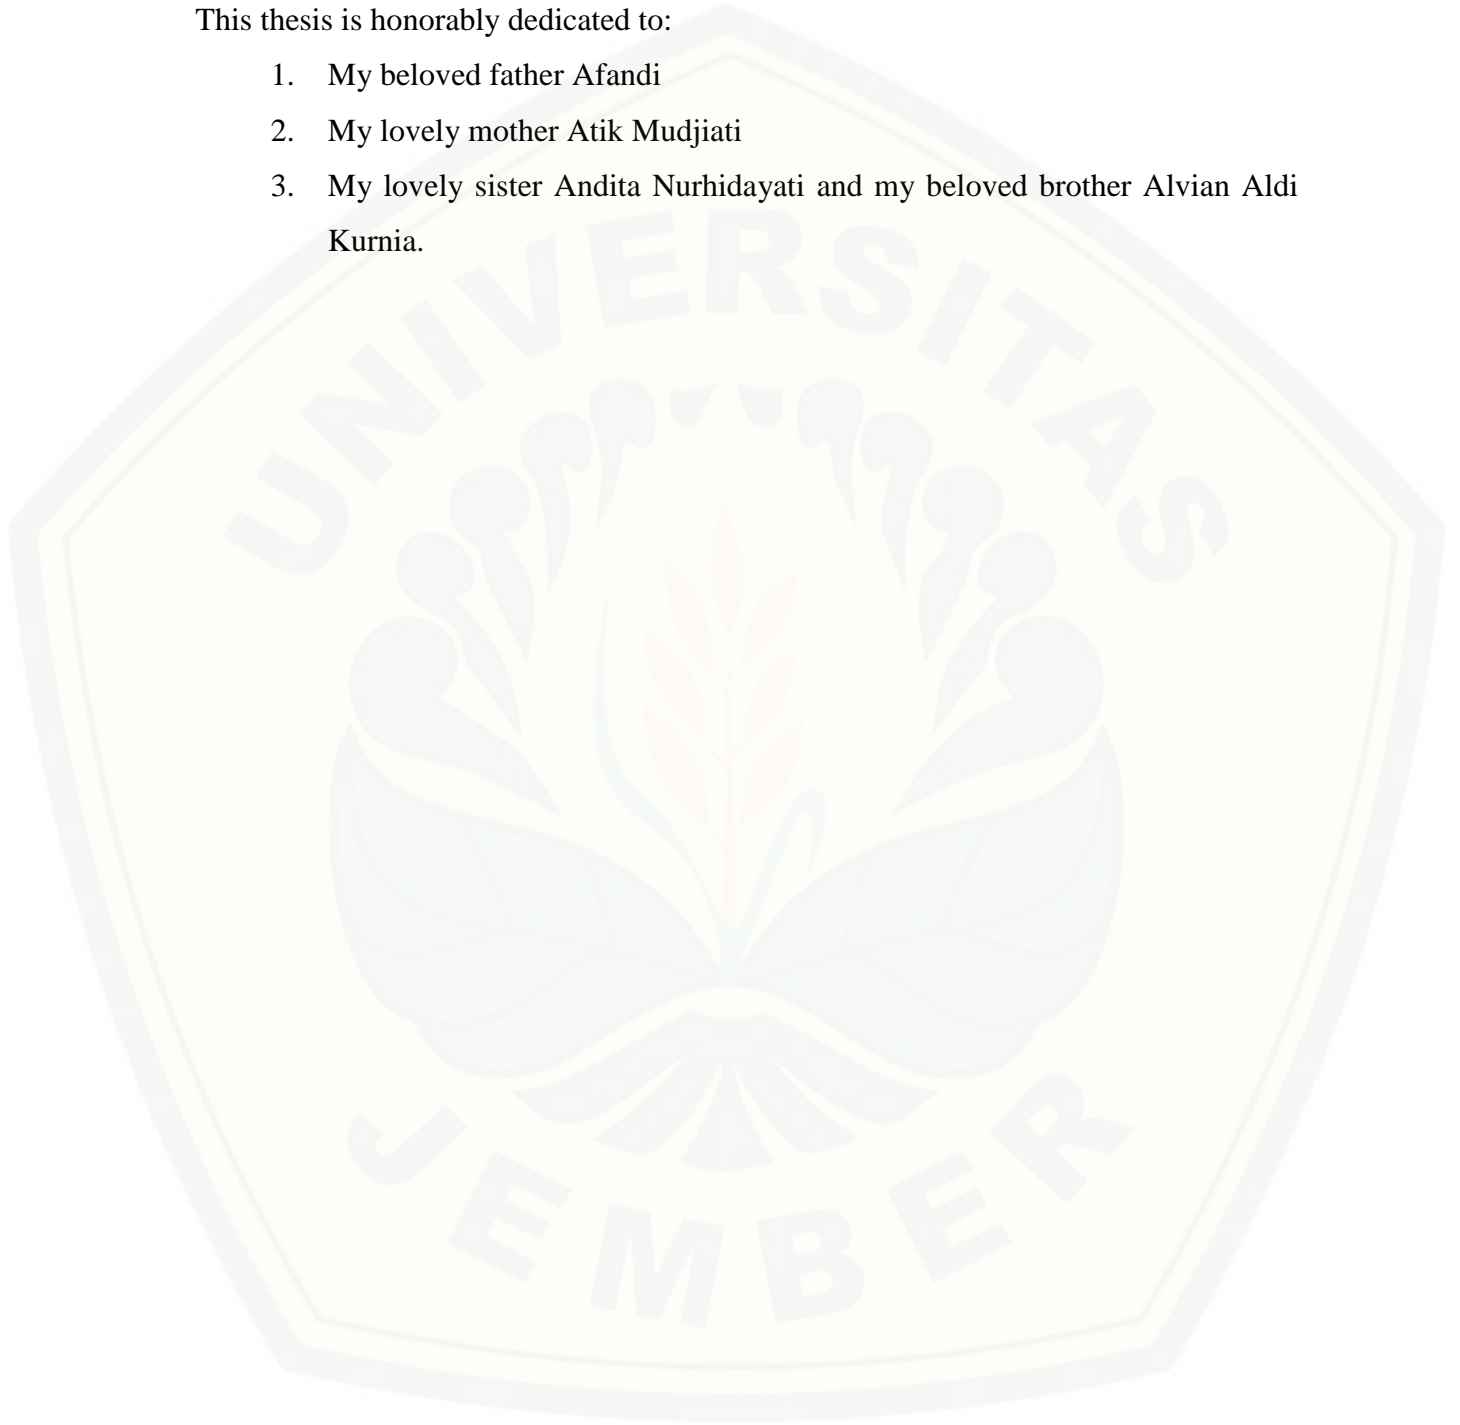 This thesis is honorably dedicated to:
1. My beloved father Afandi
2. My lovely mother Atik Mudjiati
3. My lovely sister Andita Nurhidayati and my beloved brother Alvian Aldi
Kurnia.
UNIVERSITAS
JEMBER